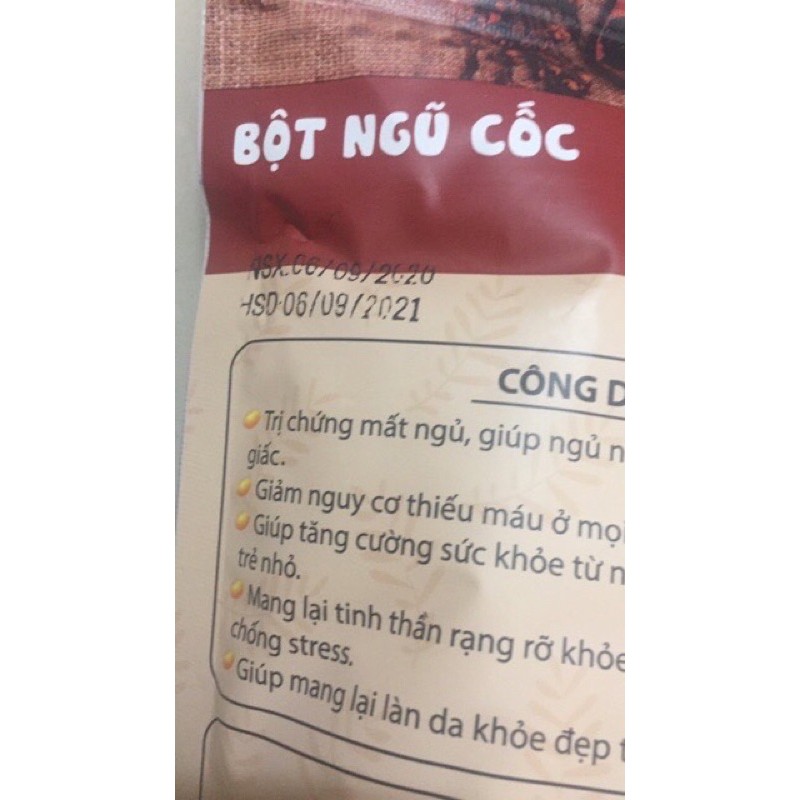 BỘT NGŨ CỐC
NSX.06/09/2020
HSD.06/09/2021
CÔNG
Trị chứng mất ngủ, giúp ngủ
giấc.
Giảm nguy cơ thiếu máu ở mọi
Giúp tăng cường sức khỏe từ
trẻ nhỏ.
Mang lại tinh thần rạng rỡ khỏe
chống stress.
Giúp mang lại làn da khỏe đẹp